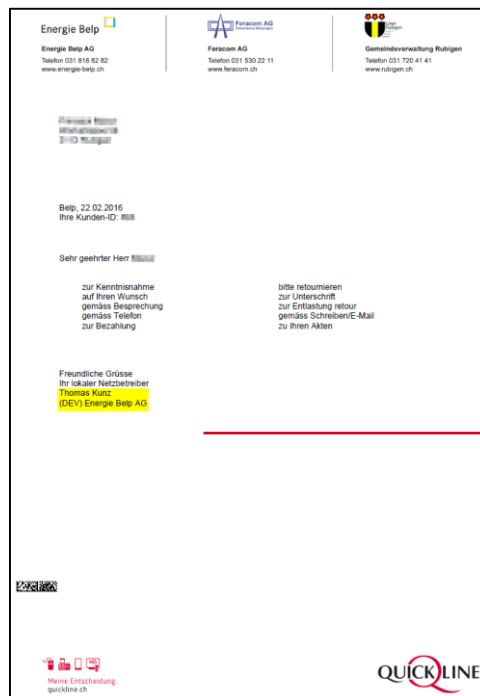 Energie Belp
Energie Belp AG
Telefon 031 818 82 82
www.energie-belp.ch
Feracom AG
Feracom AG
Telefon 031 530 22 11
www.feracom.ch
Gemeindeverwaltung Rubigen
Telefon 031 720 41 41
www.rubigen.ch
Belp, 22.02.2016
Ihre Kunden-ID:
Sehr geehrter Herr
zur Kenntnisnahme
auf Ihren Wunsch
gemäss Besprechung
gemäss Telefon
zur Bezahlung
bitte retournieren
zur Unterschrift
zur Entlastung retour
gemäss Schreiben/E-Mail
zu Ihren Akten
Freundliche Grüsse
Ihr lokaler Netzbetreiber
Thomas Kunz
(DEV) Energie Belp AG
Meine Entscheidung.
quickline.ch
QUICKLINE